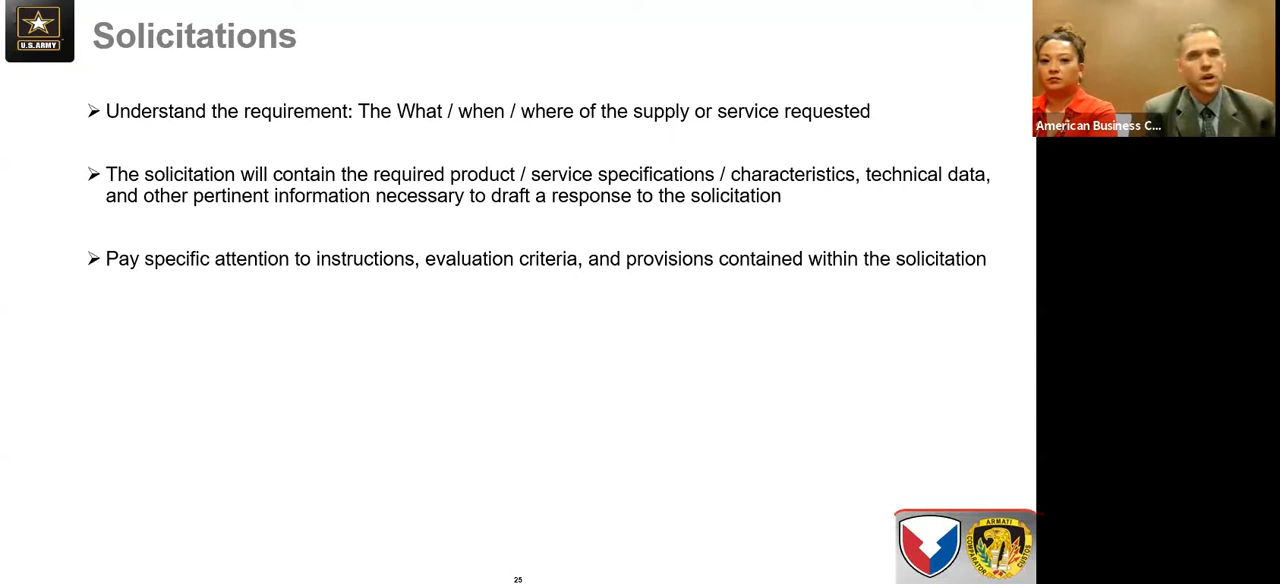 U.S.ARMY
Solicitations
➢ Understand the requirement: The What / when / where of the supply or service requested
➢ The solicitation will contain the required product / service specifications / characteristics, technical data,
and other pertinent information necessary to draft a response to the solicitation
➢ Pay specific attention to instructions, evaluation criteria, and provisions contained within the solicitation
American Business C...
ARMATI
COMPARATOR
CUSTOS
25